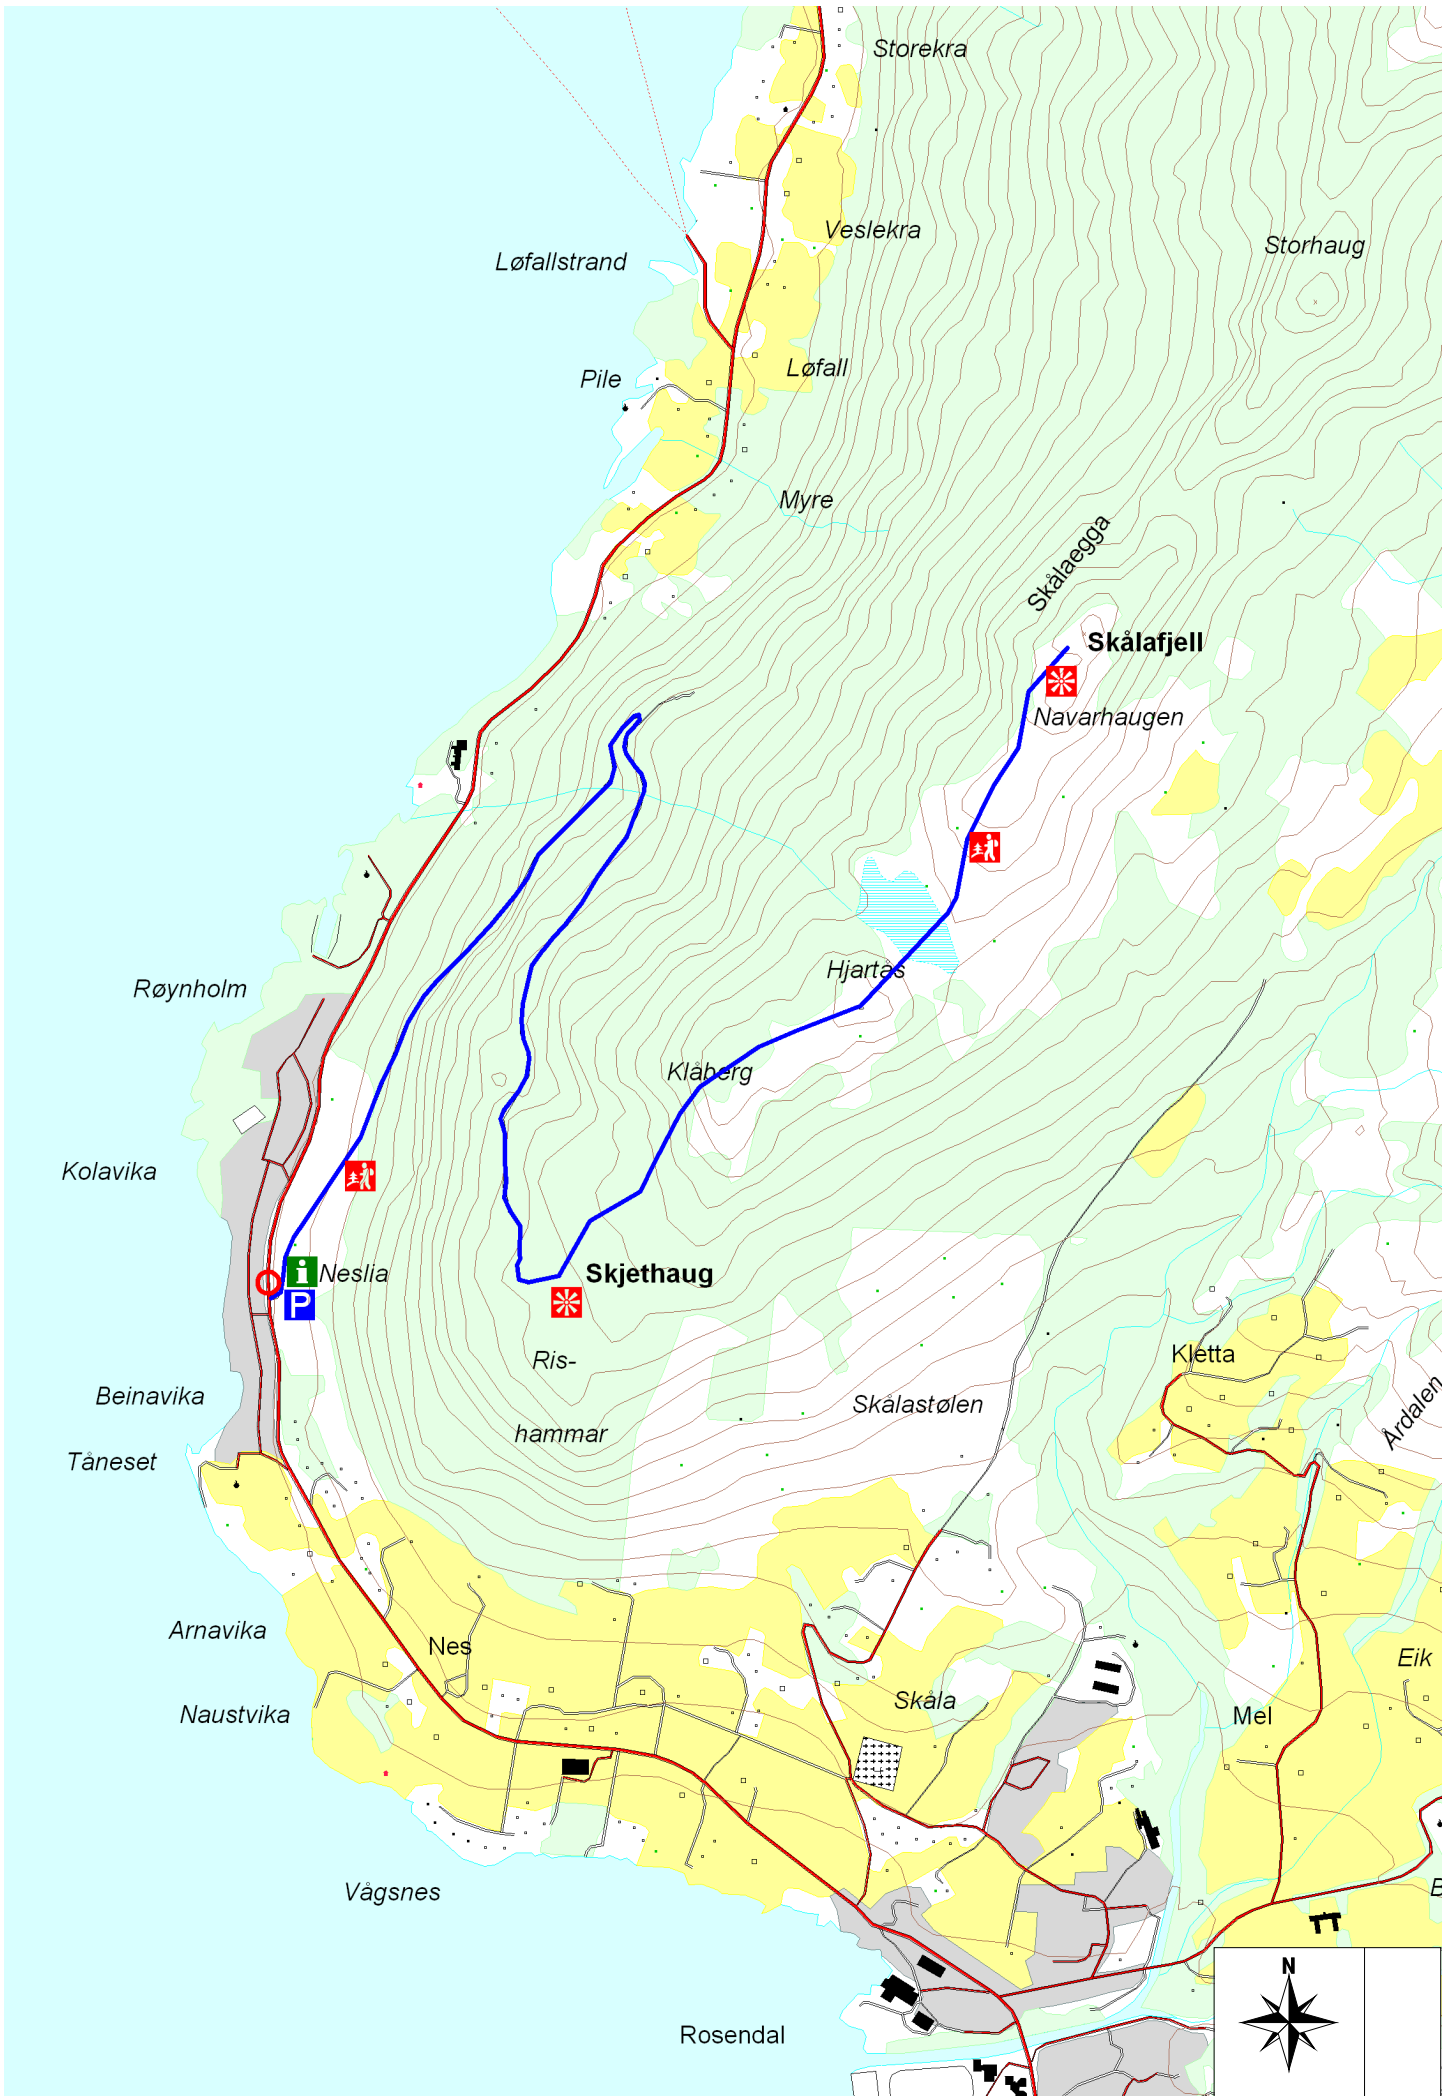 Storekra
Veslekra
Storhaug
Løfallstrand
Løfall
Pile
Myre
Skålaegga
Skålafjell
Navarhaugen
Hjartås
Røynholm
Klåberg
Kolavika
i
Neslia
Skjethaug
P
Ris-
Kletta
Beinavika
Skålastølen
Årdalen
hammar
Tåneset
Arnavika
Nes
Eik
Skåla
Naustvika
Mel
Vågsnes
B
N
Rosendal